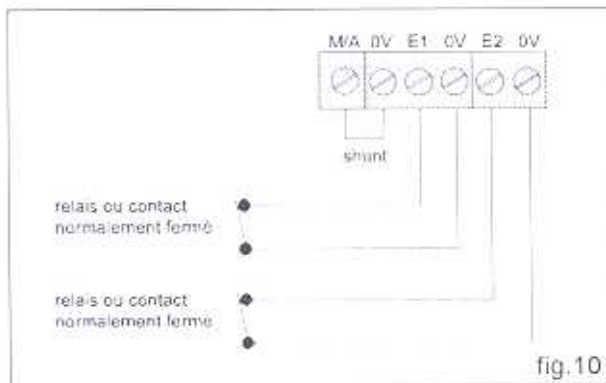 M/A 0V E1 0V E2 0V
shunt
relais ou contact
normalement fermé
relais ou contact
normalement fermé
fig.10